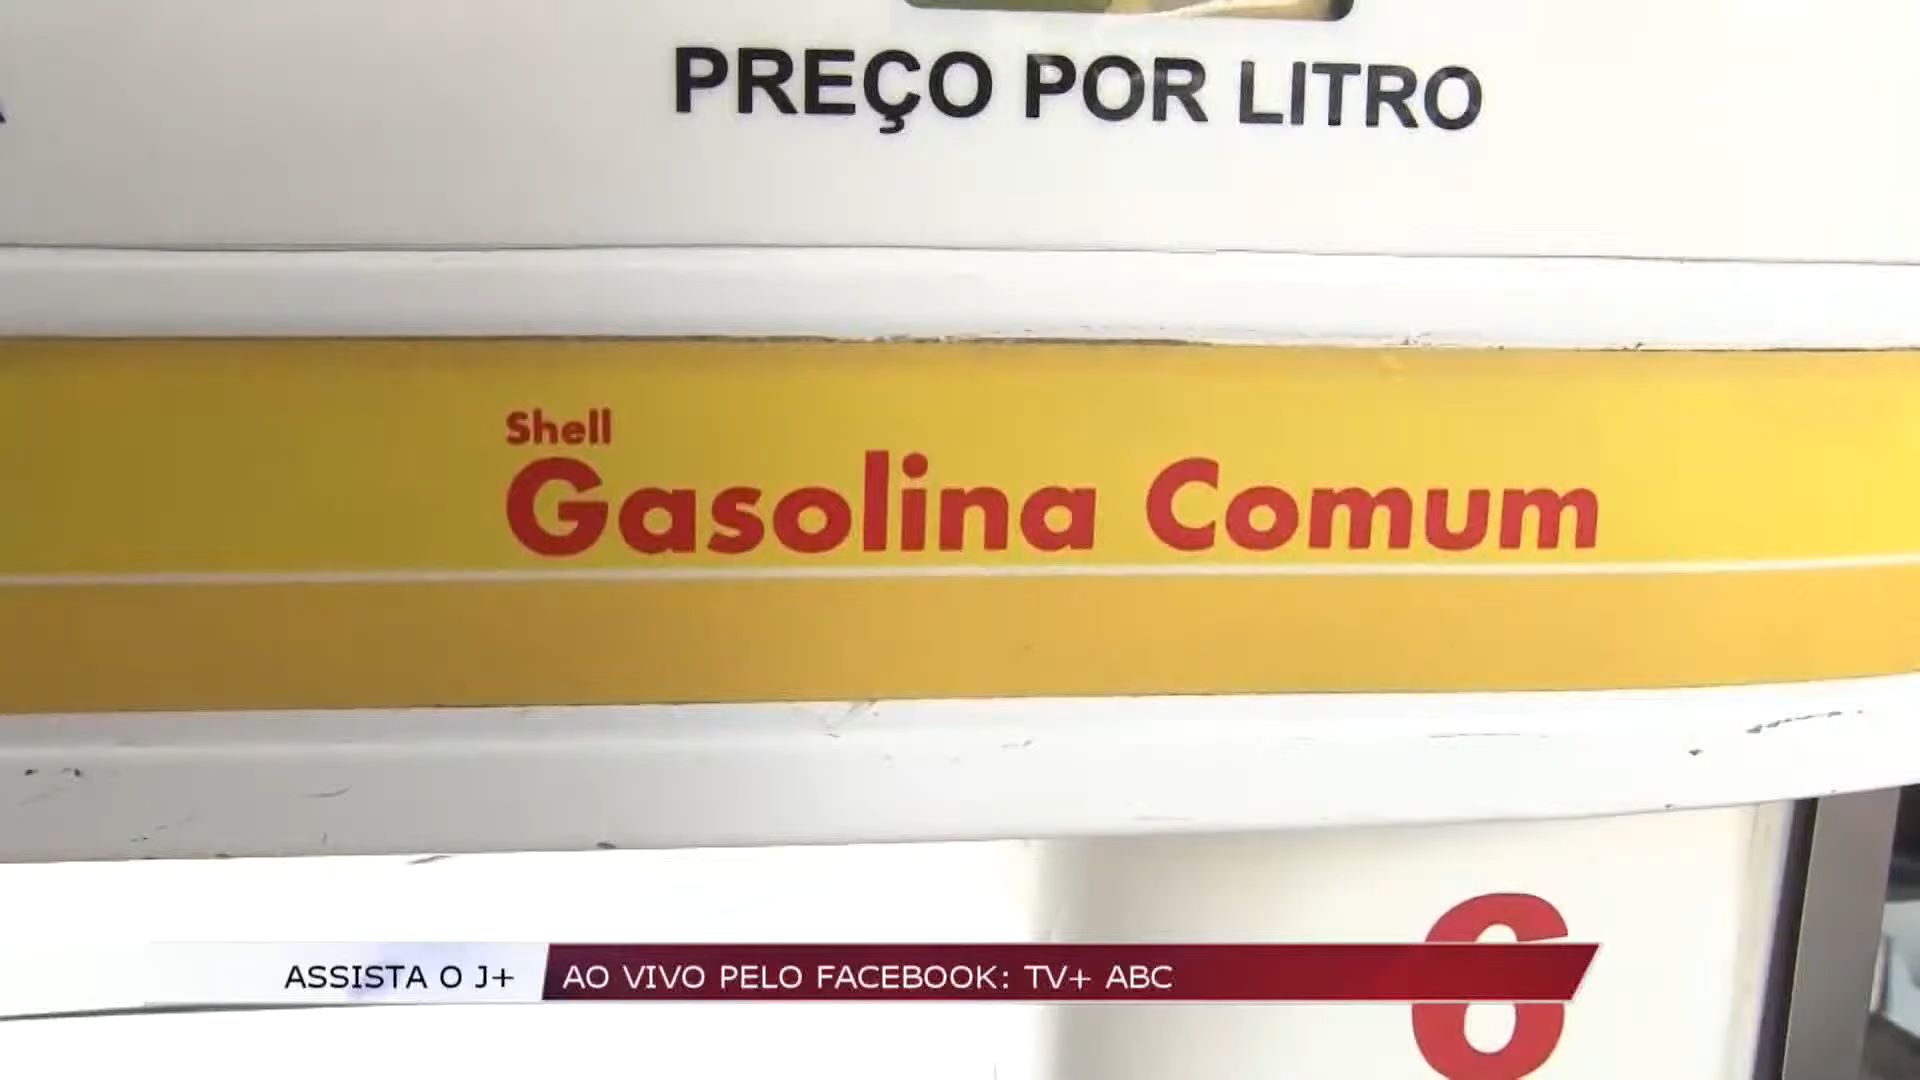 PREÇO POR LITRO
Shell
Gasolina Comum
6
ASSISTA O J+ AO VIVO PELO FACEBOOK: TV+ ABC